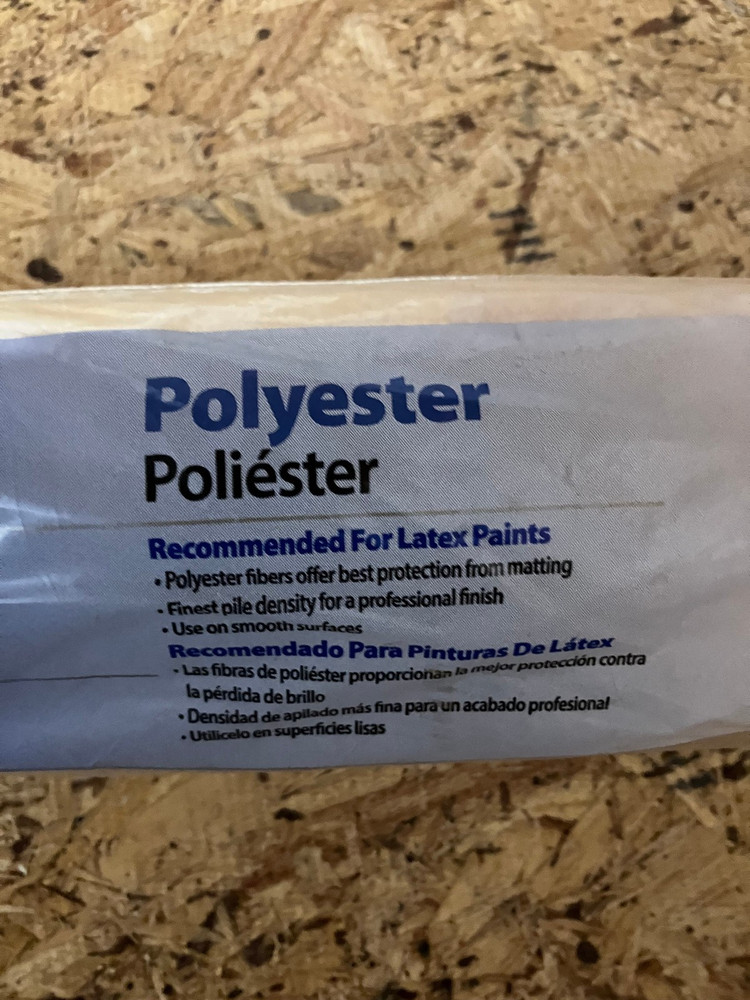 Polyester
Poliéster
Recommended For Latex Paints
• Polyester fibers offer best protection from matting
• Finest pile density for a professional finish
• Use on smooth surfaces
Recomendado Para Pinturas De Látex
• Las fibras de poliéster proporcionan la mejor protección contra
la pérdida de brillo
• Densidad de apilado más fina para un acabado profesional
• Utilicelo en superficies lisas